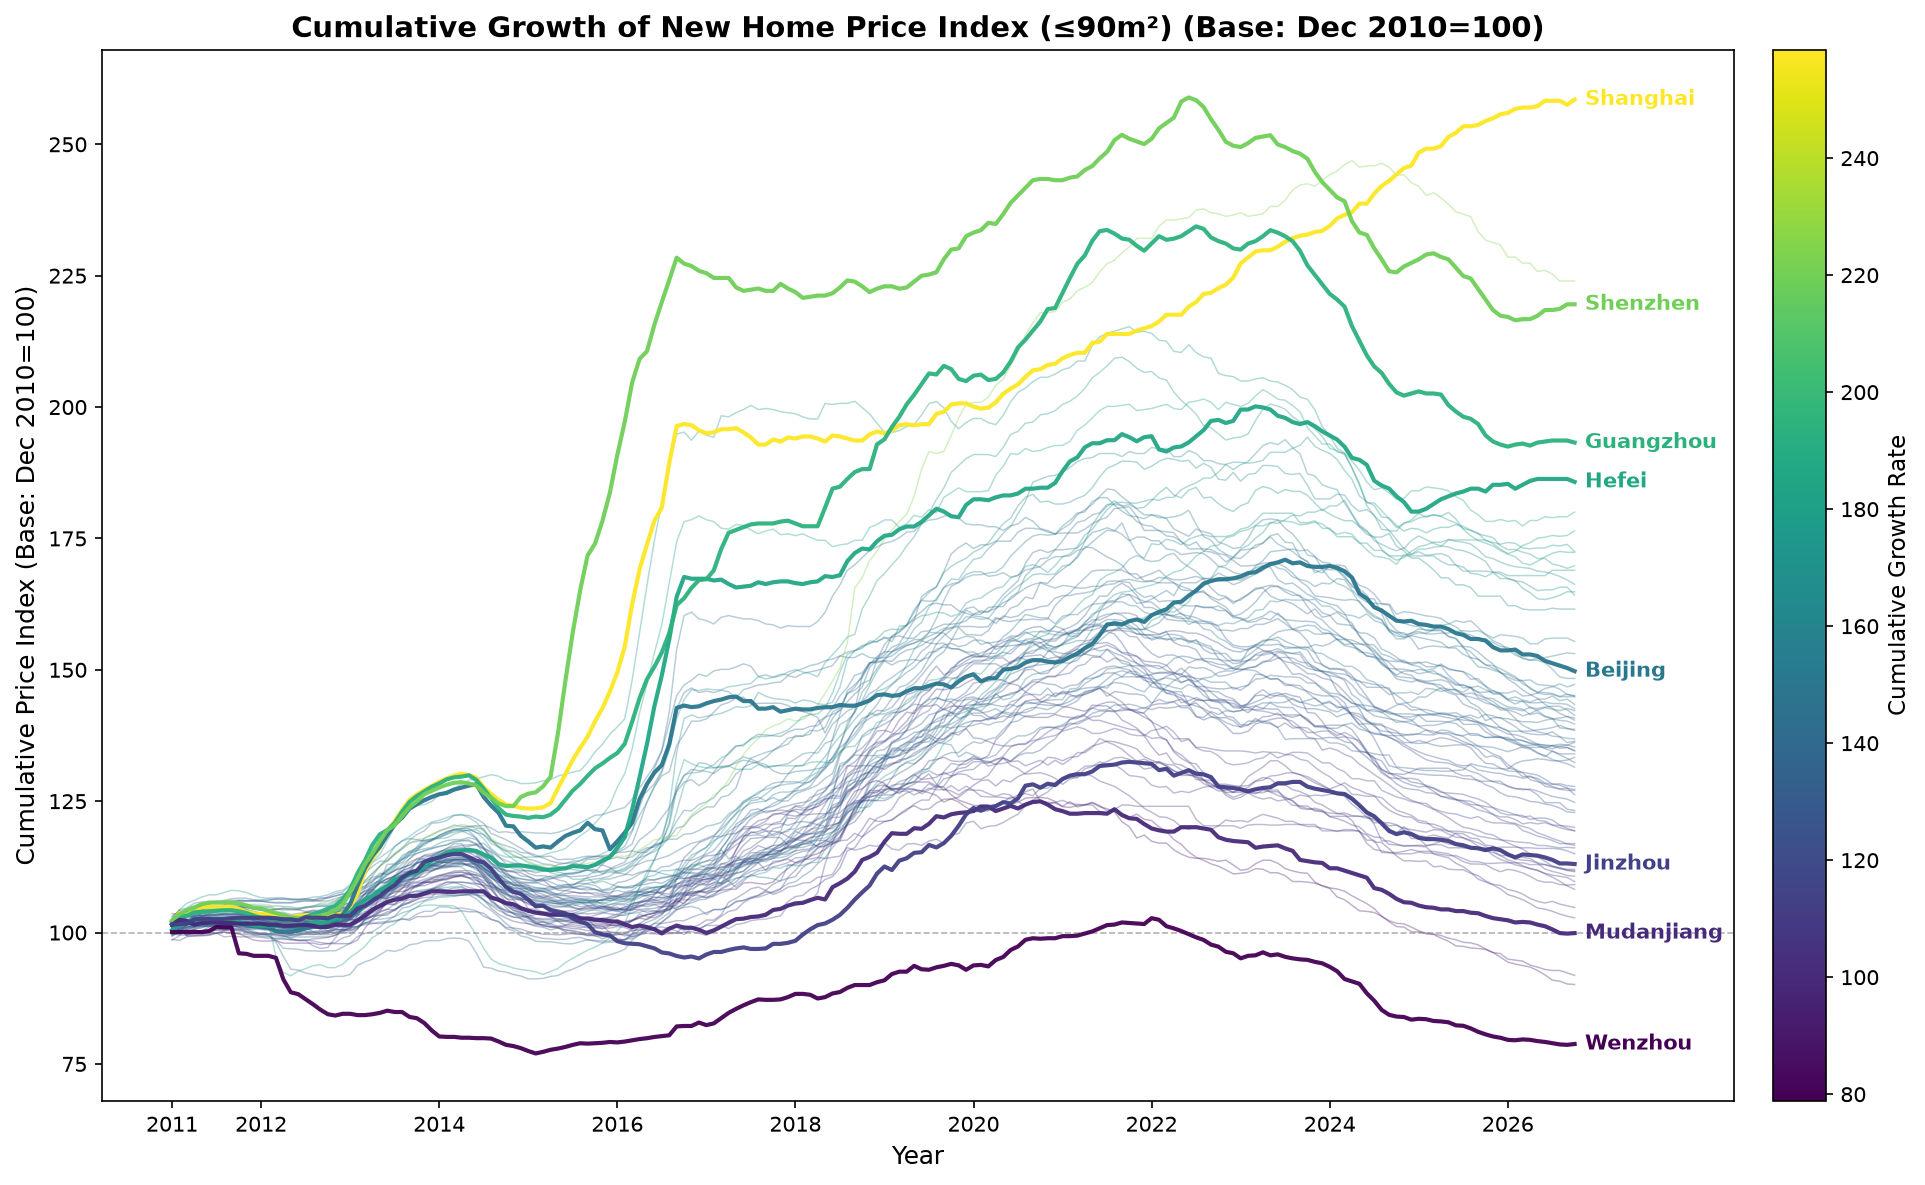 Cumulative Growth of New Home Price Index (≤90m²) (Base: Dec 2010=100)
Cumulative Price Index (Base: Dec 2010=100)
250
225
200
175
150
125
100
75
Shanghai
Shenzhen
Guangzhou
Hefei
Beijing
Jinzhou
Mudanjiang
Wenzhou
2011 2012 2014 2016 2018 2020 2022 2024 2026
Year
240
220
200
180
160
140
120
100
80
Cumulative Growth Rate